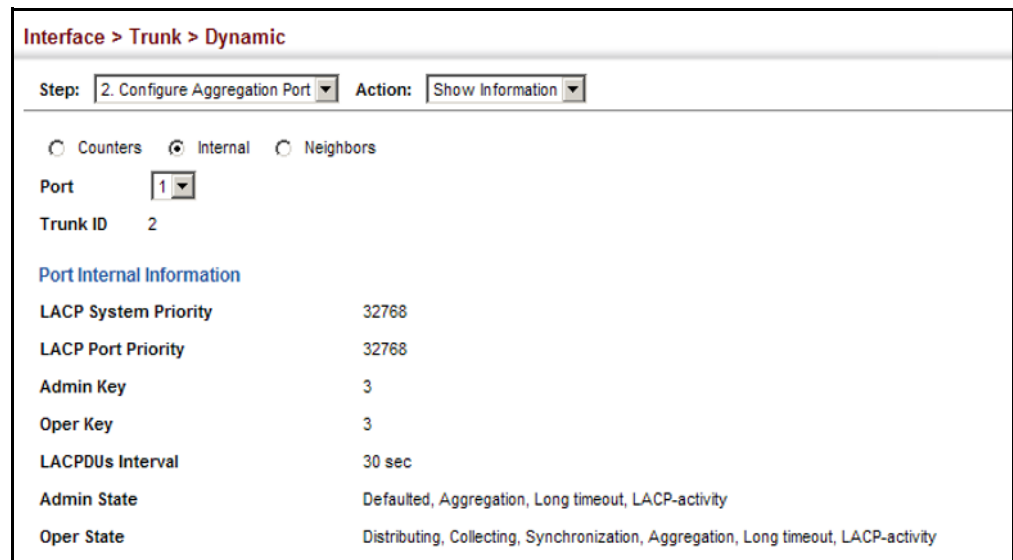 Interface > Trunk > Dynamic
Step: 2. Configure Aggregation Port Action: Show Information
Counters Internal Neighbors
Port 1
Trunk ID 2
Port Internal Information
LACP System Priority 32768
LACP Port Priority 32768
Admin Key 3
Oper Key 3
LACPDUs Interval 30 sec
Admin State Defaulted, Aggregation, Long timeout, LACP-activity
Oper State Distributing, Collecting, Synchronization, Aggregation, Long timeout, LACP-activity